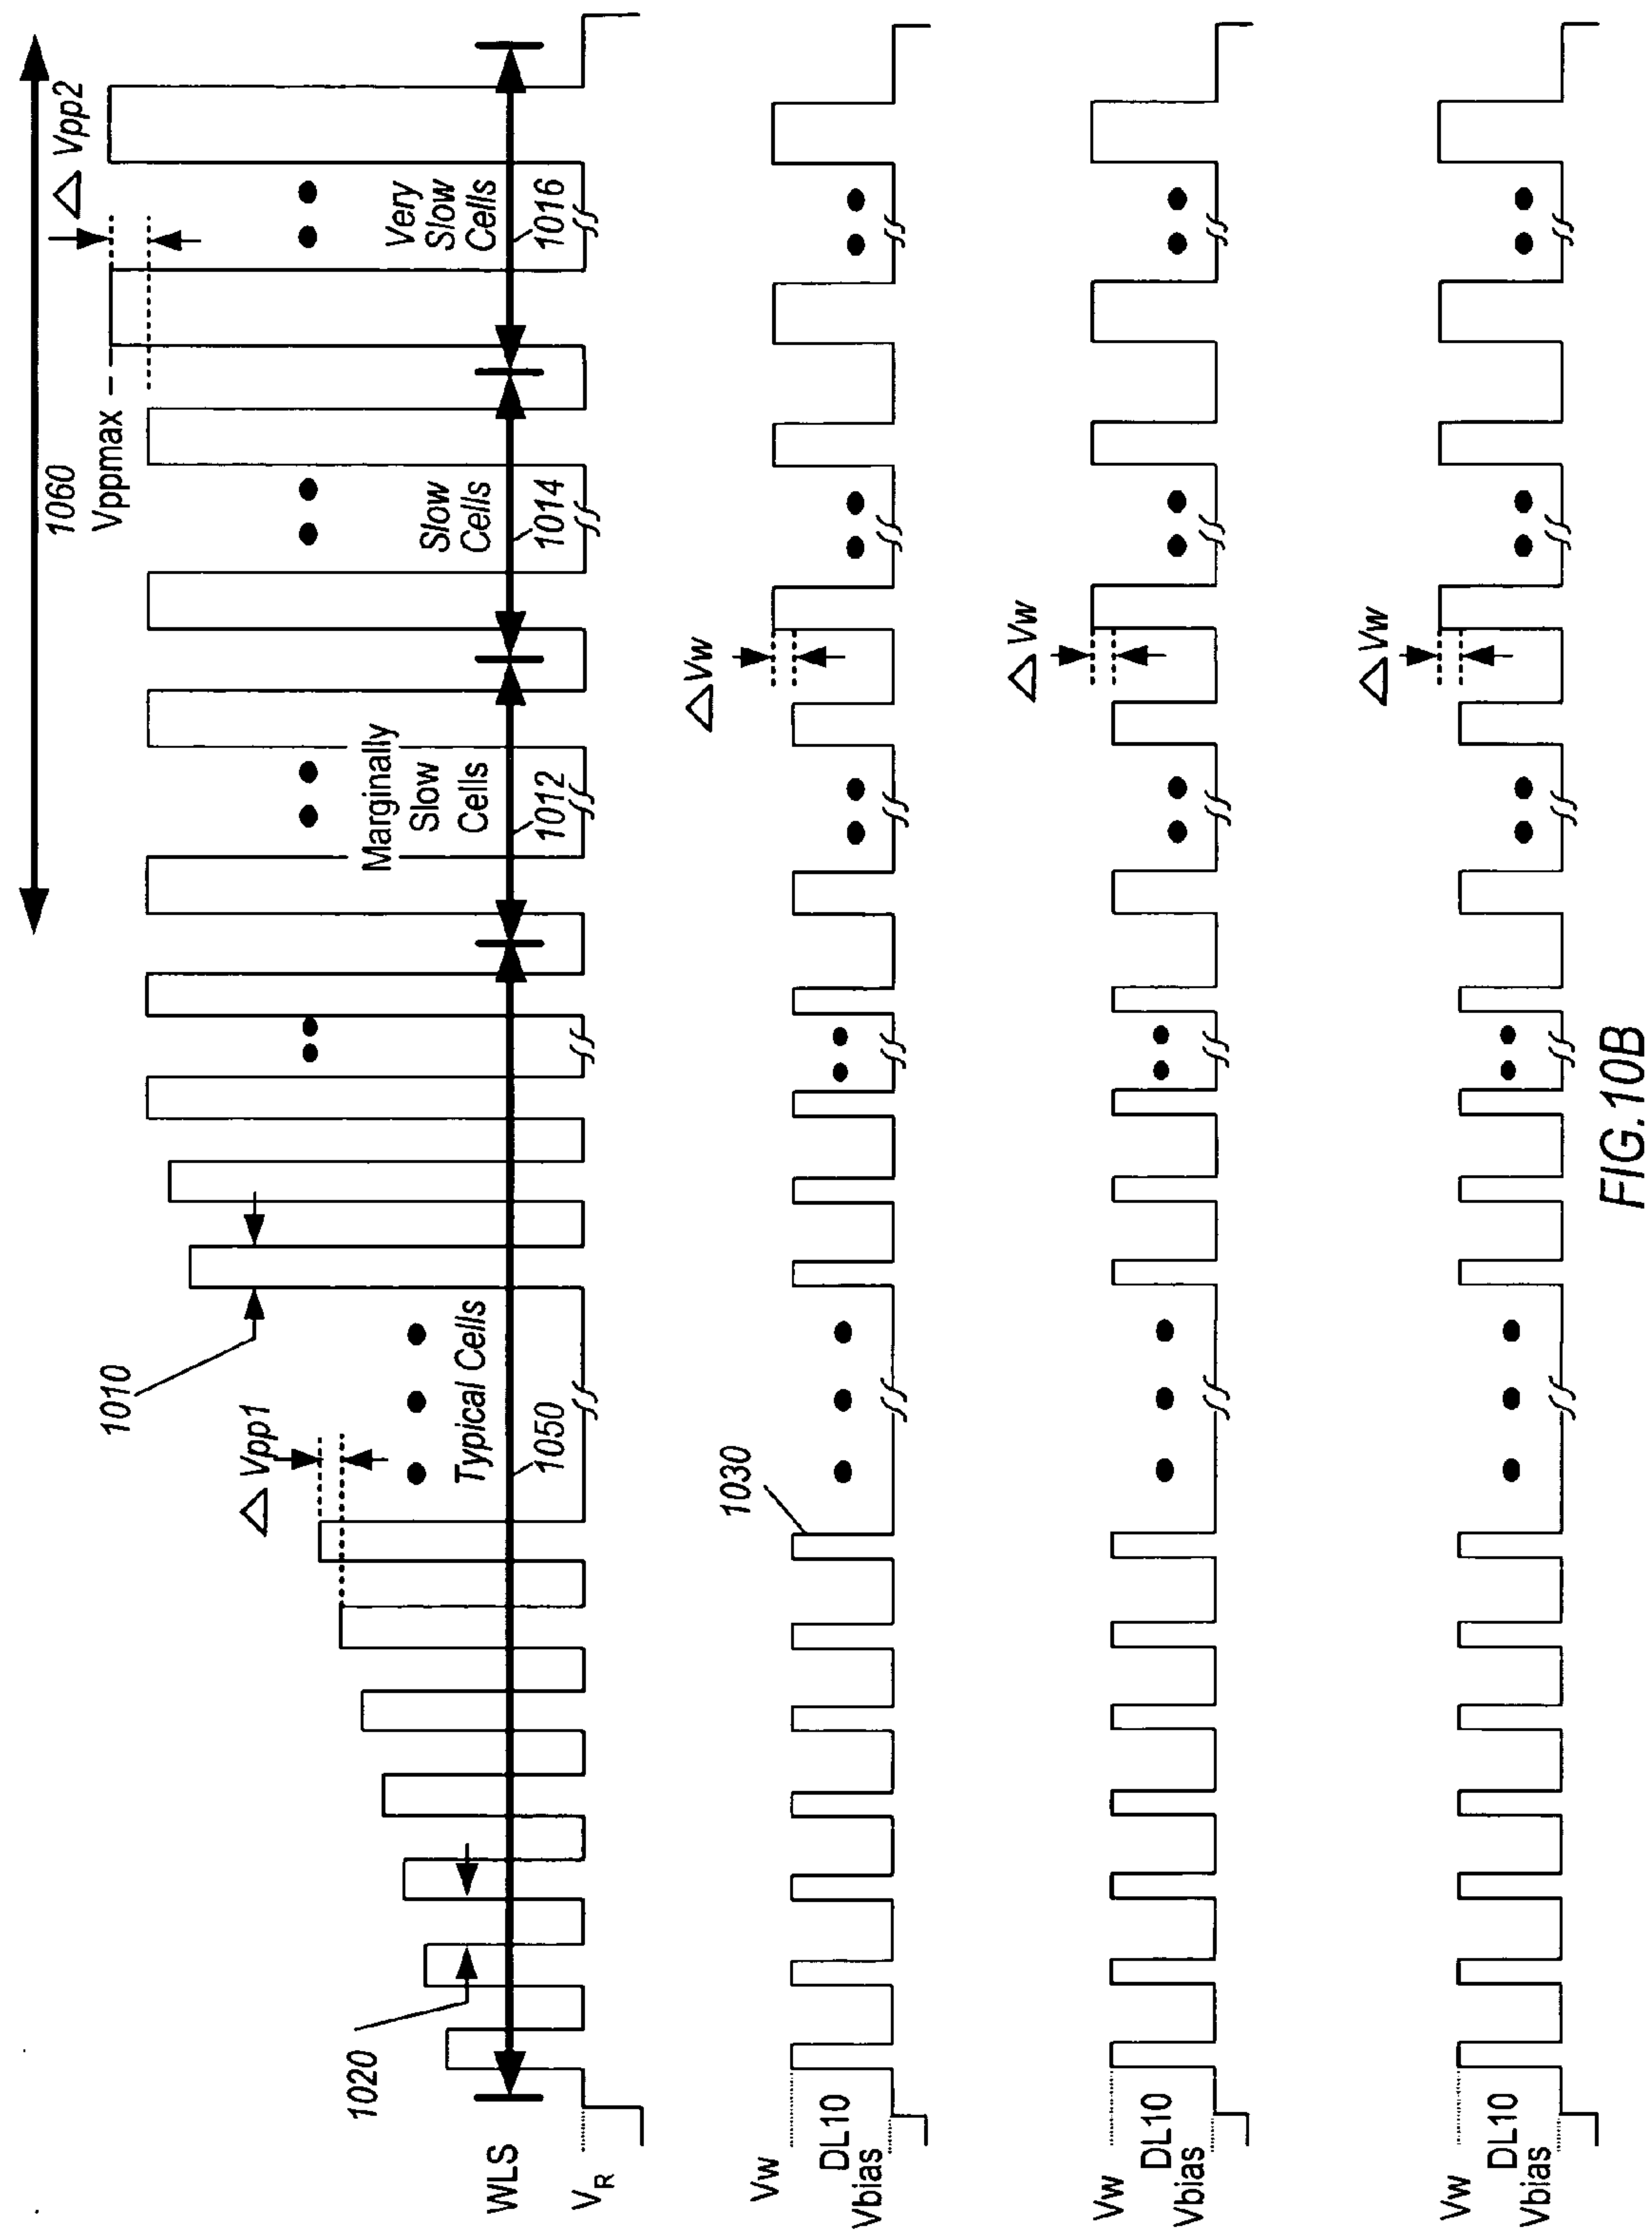 1060
△ Vpp2
Vppmax
△ Vpp1
1010
1020
Typical Cells
1050
Marginally
Slow
Cells
1012
Slow
Cells
1014
Very
Slow
Cells
1016
WLS
VR
1030
△Vw
Vw
DL10
Vbias
△Vw
Vw
DL10
Vbias
△Vw
Vw
DL10
Vbias
FIG.10B